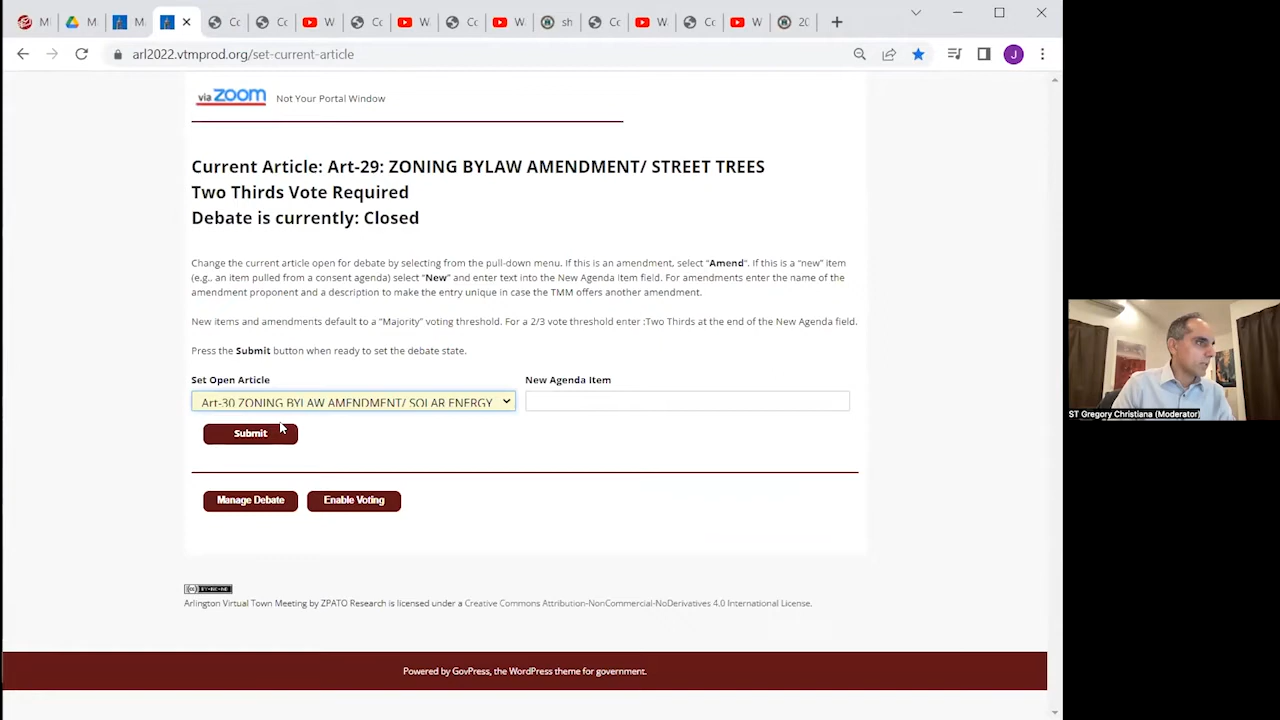 M
M
M
Co
Co
W
Co
W
Co
W
sh
Co
W
Co
W
20
arl2022.vtmprod.org/set-current-article
J
via zoom Not Your Portal Window
Current Article: Art-29: ZONING BYLAW AMENDMENT/ STREET TREES
Two Thirds Vote Required
Debate is currently: Closed
Change the current article open for debate by selecting from the pull-down menu. If this is an amendment, select "Amend". If this is a "new" item
(e.g., an item pulled from a consent agenda) select "New" and enter text into the New Agenda Item field. For amendments enter the name of the
amendment proponent and a description to make the entry unique in case the TMM offers another amendment.
New items and amendments default to a "Majority" voting threshold. For a 2/3 vote threshold enter :Two Thirds at the end of the New Agenda field.
Press the Submit button when ready to set the debate state.
Set Open Article New Agenda Item
Art-30 ZONING BYLAW AMENDMENT/ SOLAR ENERGY
Submit
Manage Debate Enable Voting
Arlington Virtual Town Meeting by ZPATO Research is licensed under a Creative Commons Attribution-NonCommercial-NoDerivatives 4.0 International License.
Powered by GovPress, the WordPress theme for government.
ST Gregory Christiana (Moderator)